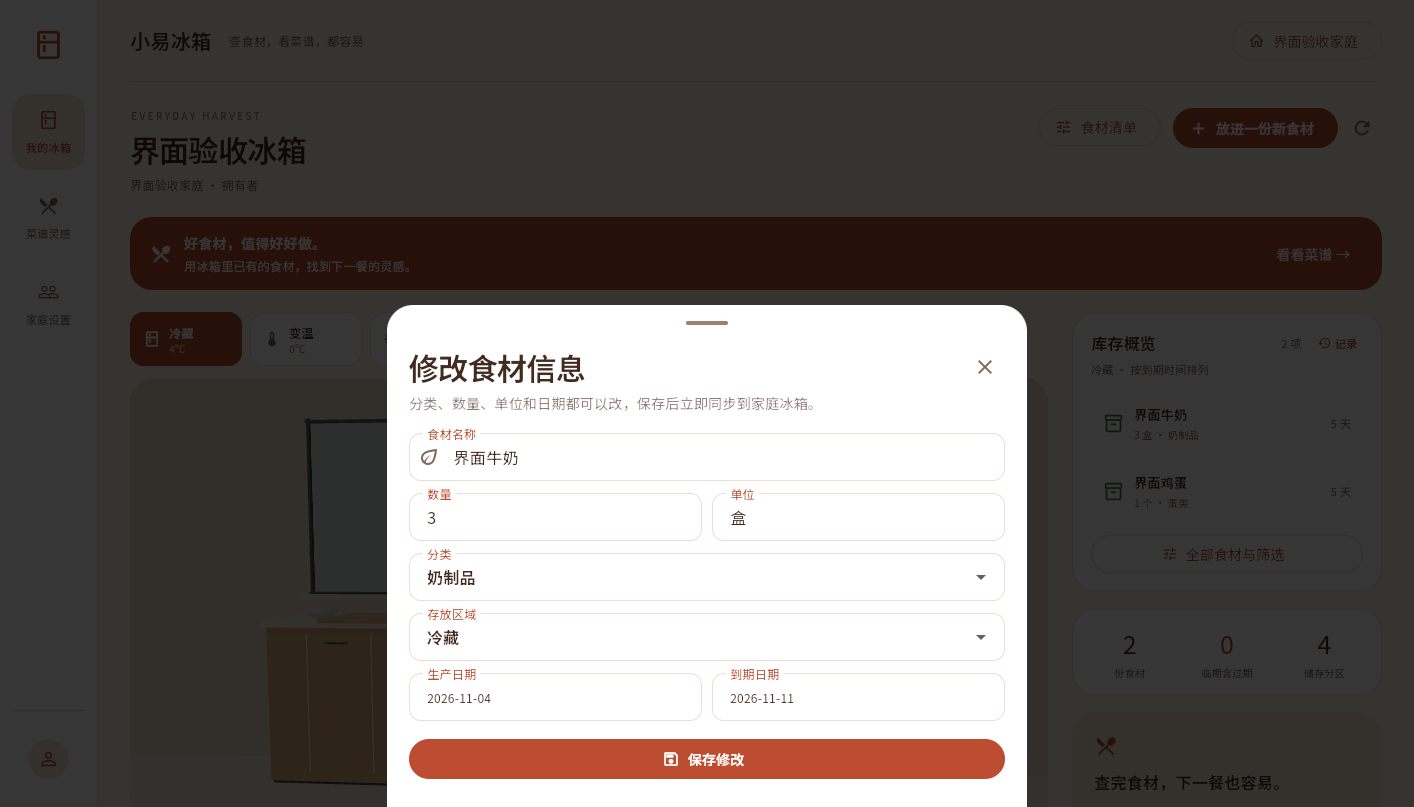 小易冰箱
查食材，看菜谱，都容易
界面验收家庭
我的冰箱
菜谱灵感
家庭设置
EVERYDAY HARVEST
界面验收冰箱
界面验收家庭 · 拥有者
食材清单
放进一份新食材
好食材，值得好好做。
用冰箱里已有的食材，找到下一餐的灵感。
看看菜谱 →
冷藏
4°C
变温
0°C
修改食材信息
分类、数量、单位和日期都可以改，保存后立即同步到家庭冰箱。
食材名称
界面牛奶
数量
3
单位
盒
分类
奶制品
存放区域
冷藏
生产日期
2026-11-04
到期日期
2026-11-11
保存修改
库存概览
2 项
记录
冷藏 · 按到期时间排列
界面牛奶
3 盒 · 奶制品
5 天
界面鸡蛋
1 个 · 蛋类
5 天
全部食材与筛选
2
份食材
0
临期含过期
4
储存分区
查完食材，下一餐也容易。